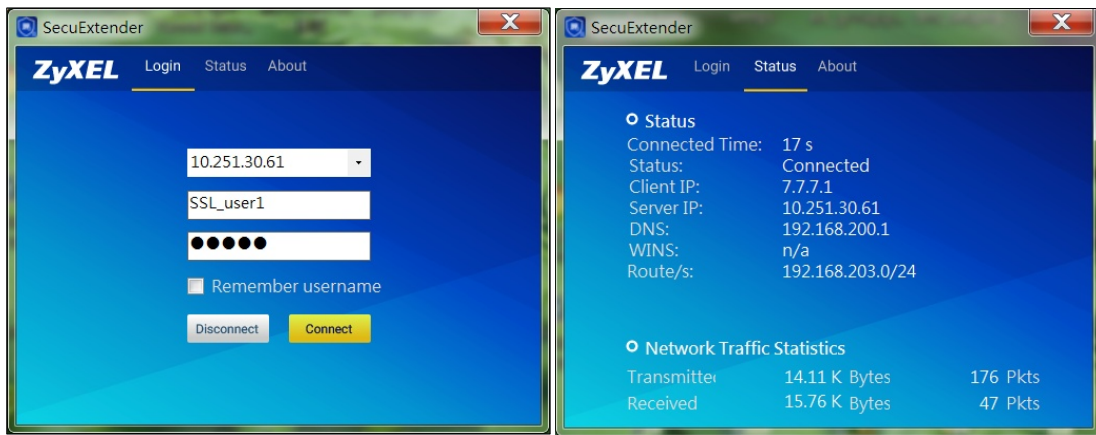 SecuExtender
ZyXEL Login Status About
10.251.30.61
SSL_user1
Remember username
Disconnect Connect
SecuExtender
ZyXEL Login Status About
Status
Connected Time: 17 s
Status: Connected
Client IP: 7.7.7.1
Server IP: 10.251.30.61
DNS: 192.168.200.1
WINS: n/a
Route/s: 192.168.203.0/24
Network Traffic Statistics
Transmitted 14.11 K Bytes 176 Pkts
Received 15.76 K Bytes 47 Pkts